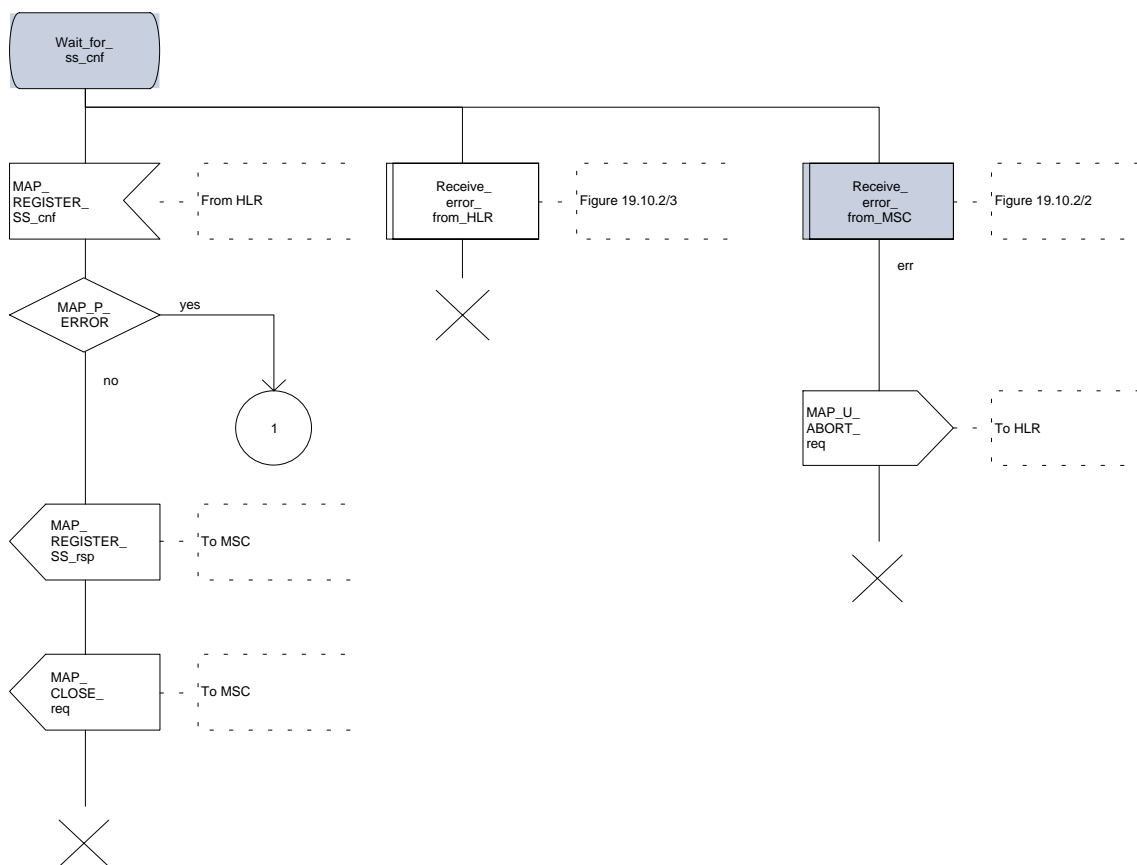 Wait_for_
ss_cnf
MAP_
REGISTER_
SS_cnf
From HLR
Receive_
error_
from_HLR
Figure 19.10.2/3
Receive_
error_
from_MSC
Figure 19.10.2/2
err
MAP_P_
ERROR
yes
no
1
MAP_U_
ABORT_
req
To HLR
MAP_
REGISTER_
SS_rsp
To MSC
MAP_
CLOSE_
req
To MSC